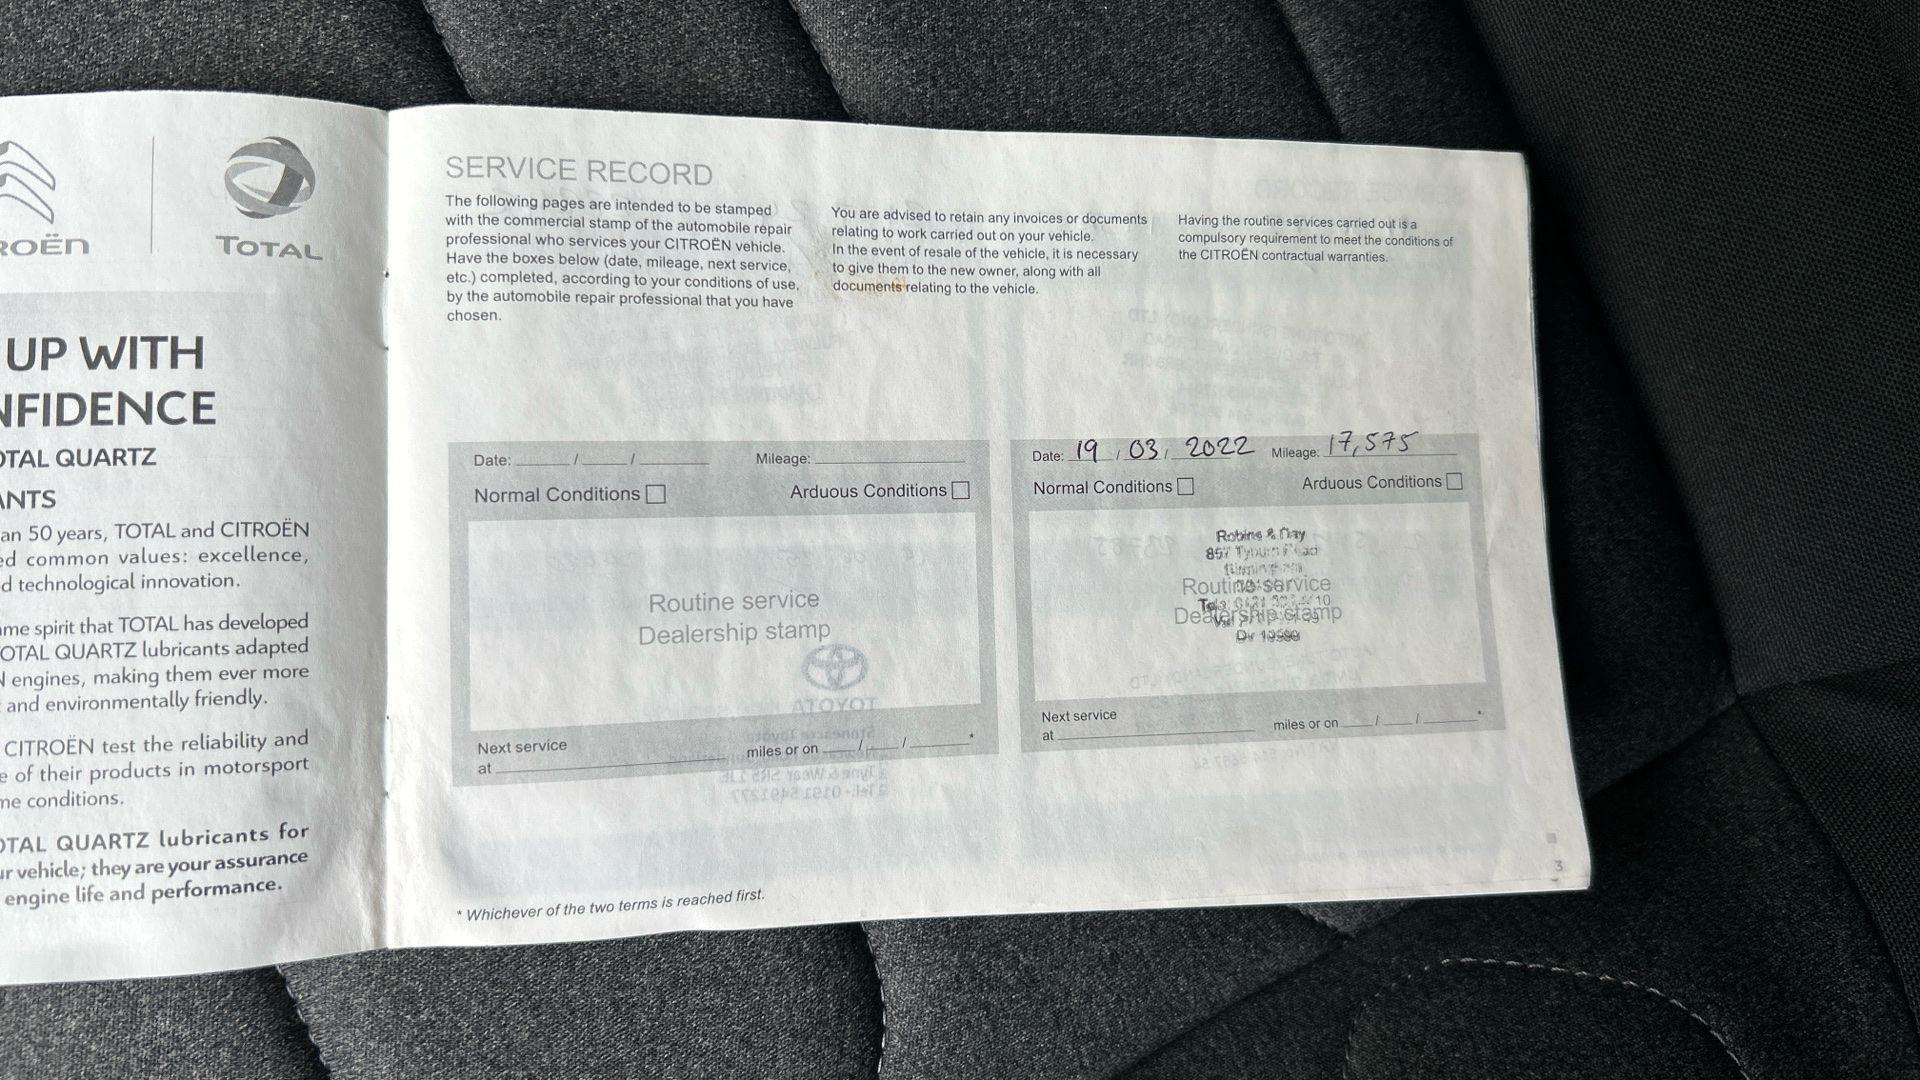 ROËN
TOTAL
UP WITH
NFIDENCE
OTAL QUARTZ
ANTS
an 50 years, TOTAL and CITROËN
ed common values: excellence,
d technological innovation.
me spirit that TOTAL has developed
OTAL QUARTZ lubricants adapted
N engines, making them ever more
and environmentally friendly.
CITROËN test the reliability and
e of their products in motorsport
me conditions.
OTAL QUARTZ lubricants for
ur vehicle; they are your assurance
engine life and performance.
SERVICE RECORD
The following pages are intended to be stamped
with the commercial stamp of the automobile repair
professional who services your CITROËN vehicle.
Have the boxes below (date, mileage, next service,
etc.) completed, according to your conditions of use,
by the automobile repair professional that you have
chosen.
You are advised to retain any invoices or documents
relating to work carried out on your vehicle.
In the event of resale of the vehicle, it is necessary
to give them to the new owner, along with all
documents relating to the vehicle.
Having the routine services carried out is a
compulsory requirement to meet the conditions of
the CITROËN contractual warranties.
Date: / / Mileage:
Normal Conditions Arduous Conditions
Routine service
Dealership stamp
Next service
at miles or on / / *
Date: 19 / 03 / 2022 Mileage: 17,575
Normal Conditions Arduous Conditions
Robins & Day
857 Tyburn Road
Routine service
Dealership stamp
Next service
at miles or on / / *
* Whichever of the two terms is reached first.
3